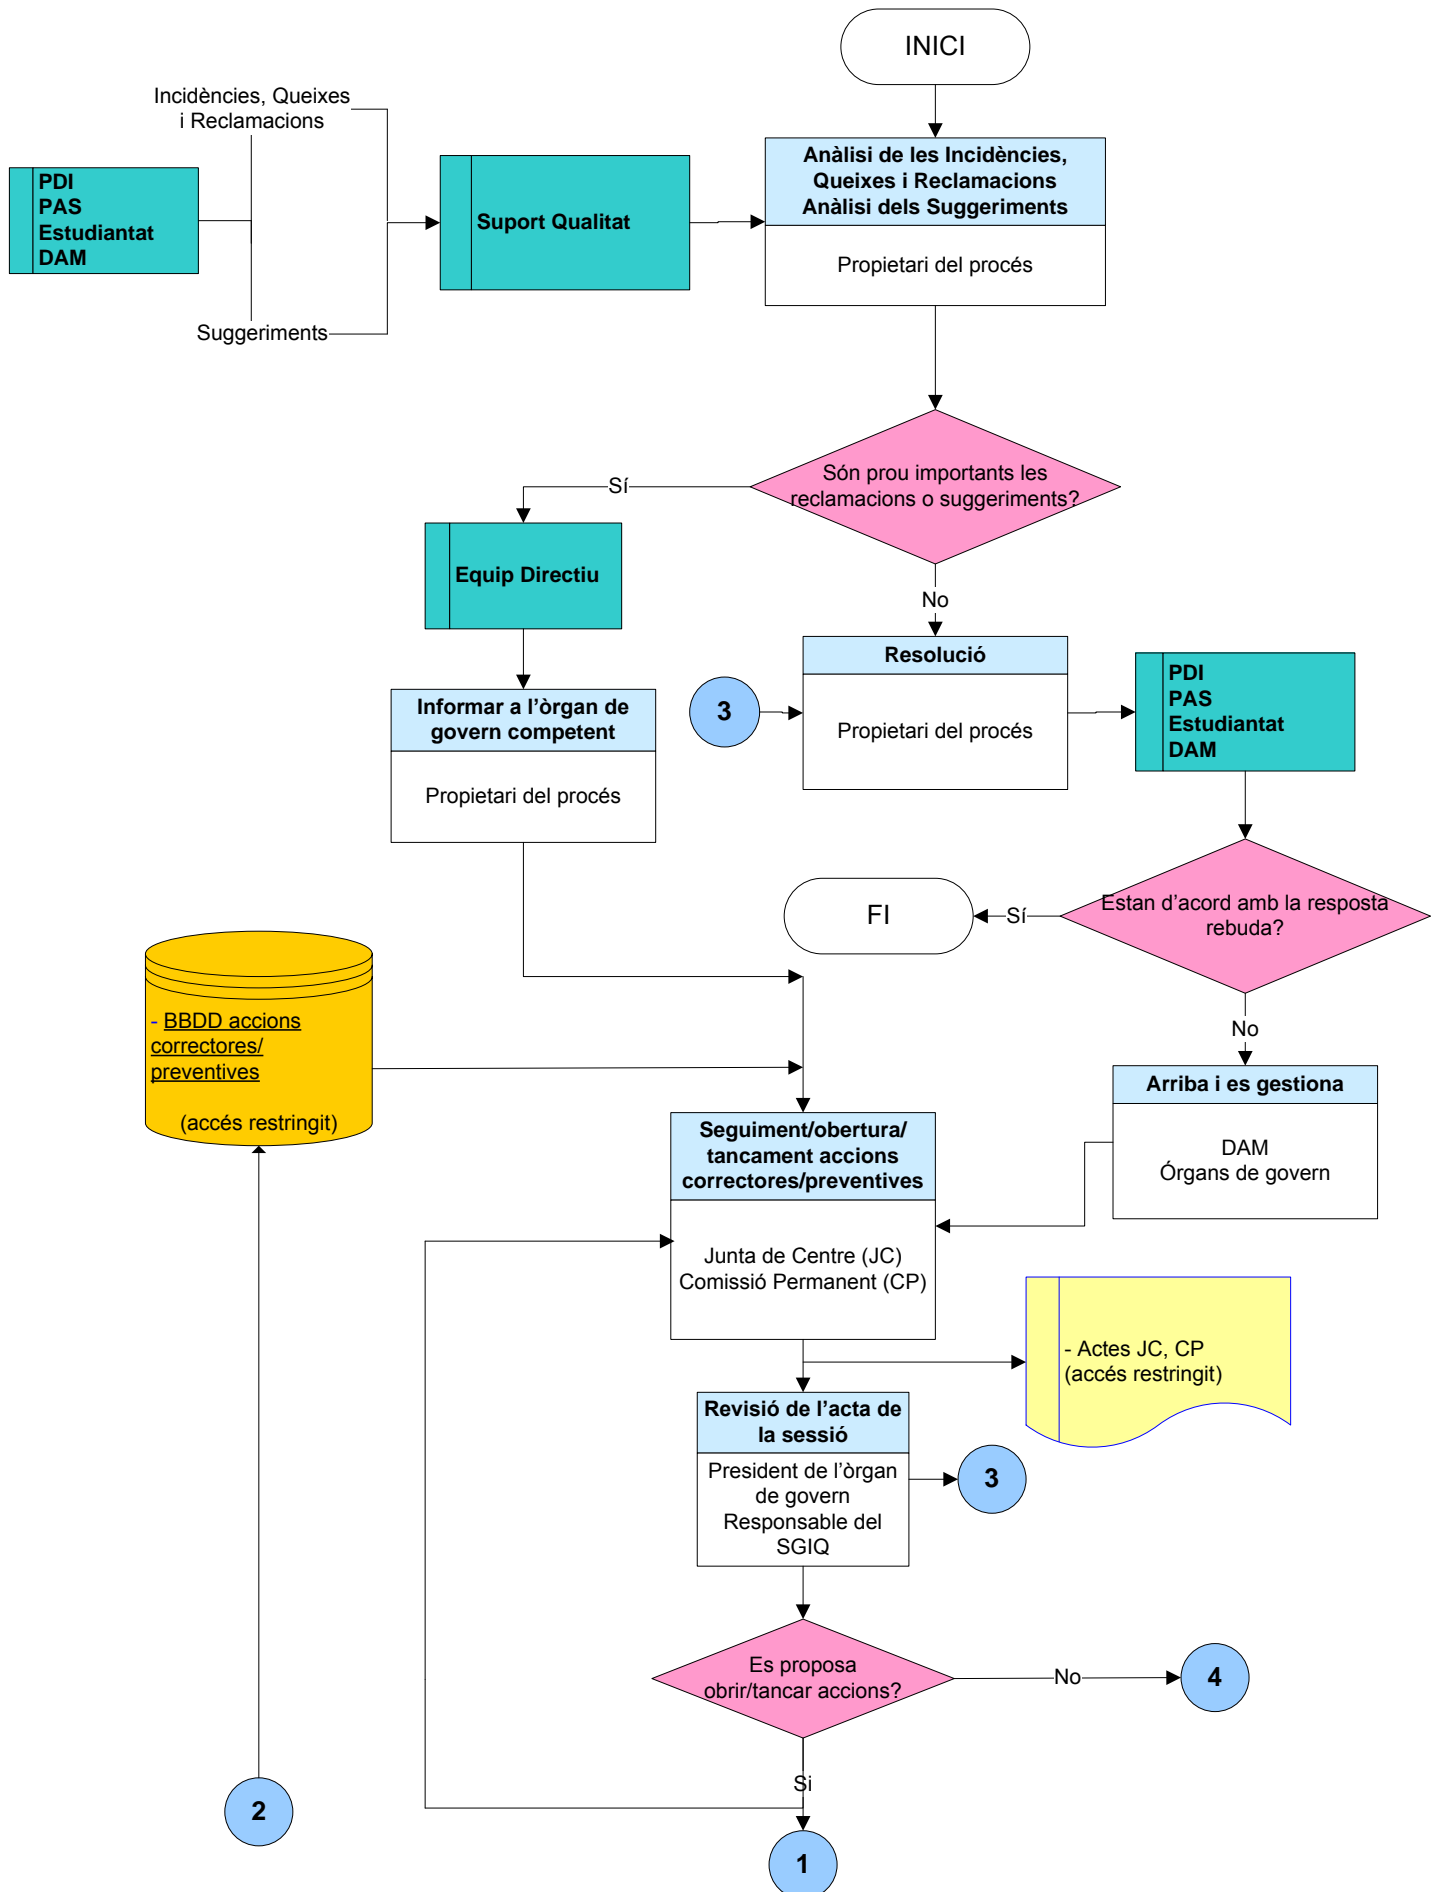 INICI
Incidències, Queixes
i Reclamacions
PDI
PAS
Estudiantat
DAM
Suggeriments
Suport Qualitat
Anàlisi de les Incidències,
Queixes i Reclamacions
Anàlisi dels Suggeriments
Propietari del procés
Són prou importants les
reclamacions o suggeriments?
Sí
No
Equip Directiu
Informar a l'òrgan de
govern competent
Propietari del procés
3
Resolució
Propietari del procés
PDI
PAS
Estudiantat
DAM
Estan d'acord amb la resposta
rebuda?
Sí
FI
No
Arriba i es gestiona
DAM
Órgans de govern
- BBDD accions
correctores/
preventives
(accés restringit)
Seguiment/obertura/
tancament accions
correctores/preventives
Junta de Centre (JC)
Comissió Permanent (CP)
- Actes JC, CP
(accés restringit)
Revisió de l'acta de
la sessió
President de l'òrgan
de govern
Responsable del
SGIQ
3
Es proposa
obrir/tancar accions?
No
4
Si
2
1